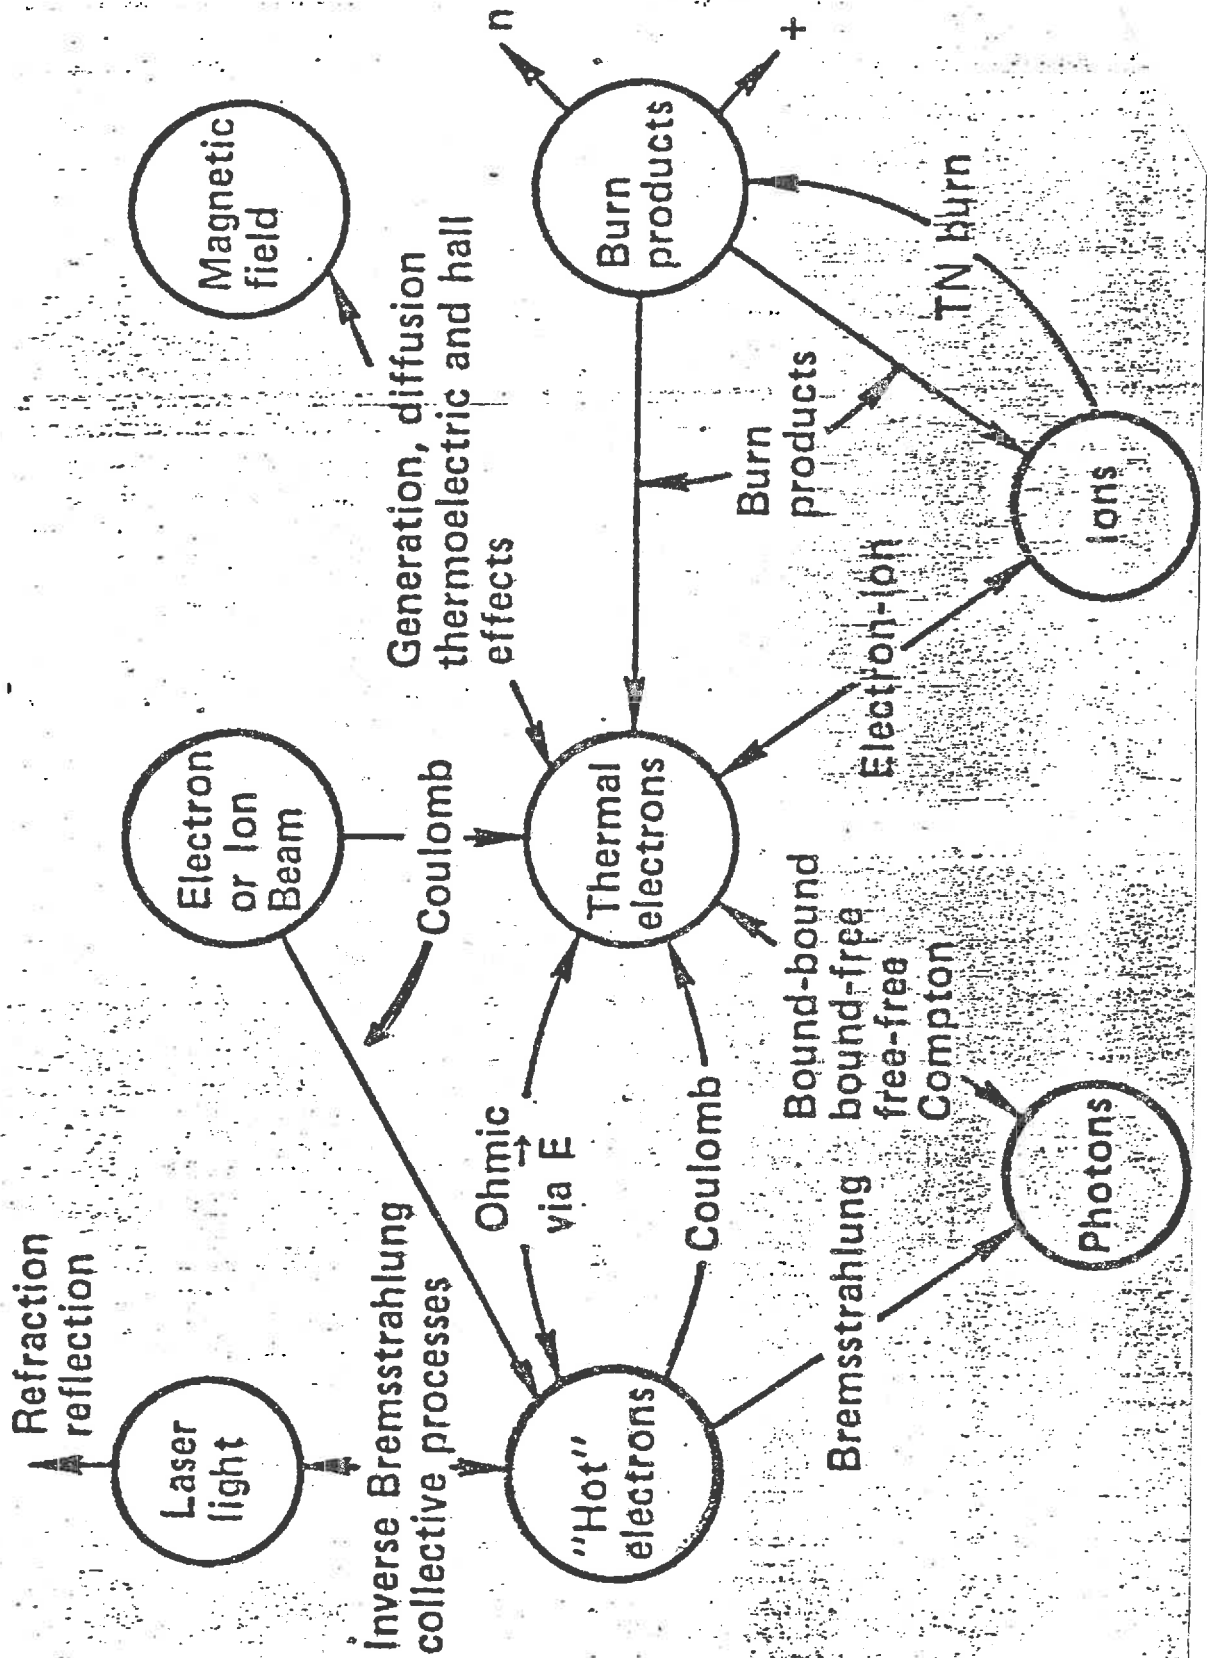 Refraction
reflection
Laser
light
Electron
or Ion
Beam
Magnetic
field
Inverse Bremsstrahlung
collective processes
Coulomb
Generation, diffusion
thermoelectric and hall
effects
Ohmic
via E⃗
"Hot"
electrons
Thermal
electrons
Burn
products
n
+
Coulomb
Burn
products
Bound-bound
bound-free
free-free
Compton
Electron-Ion
TN burn
Bremsstrahlung
Photons
Ions